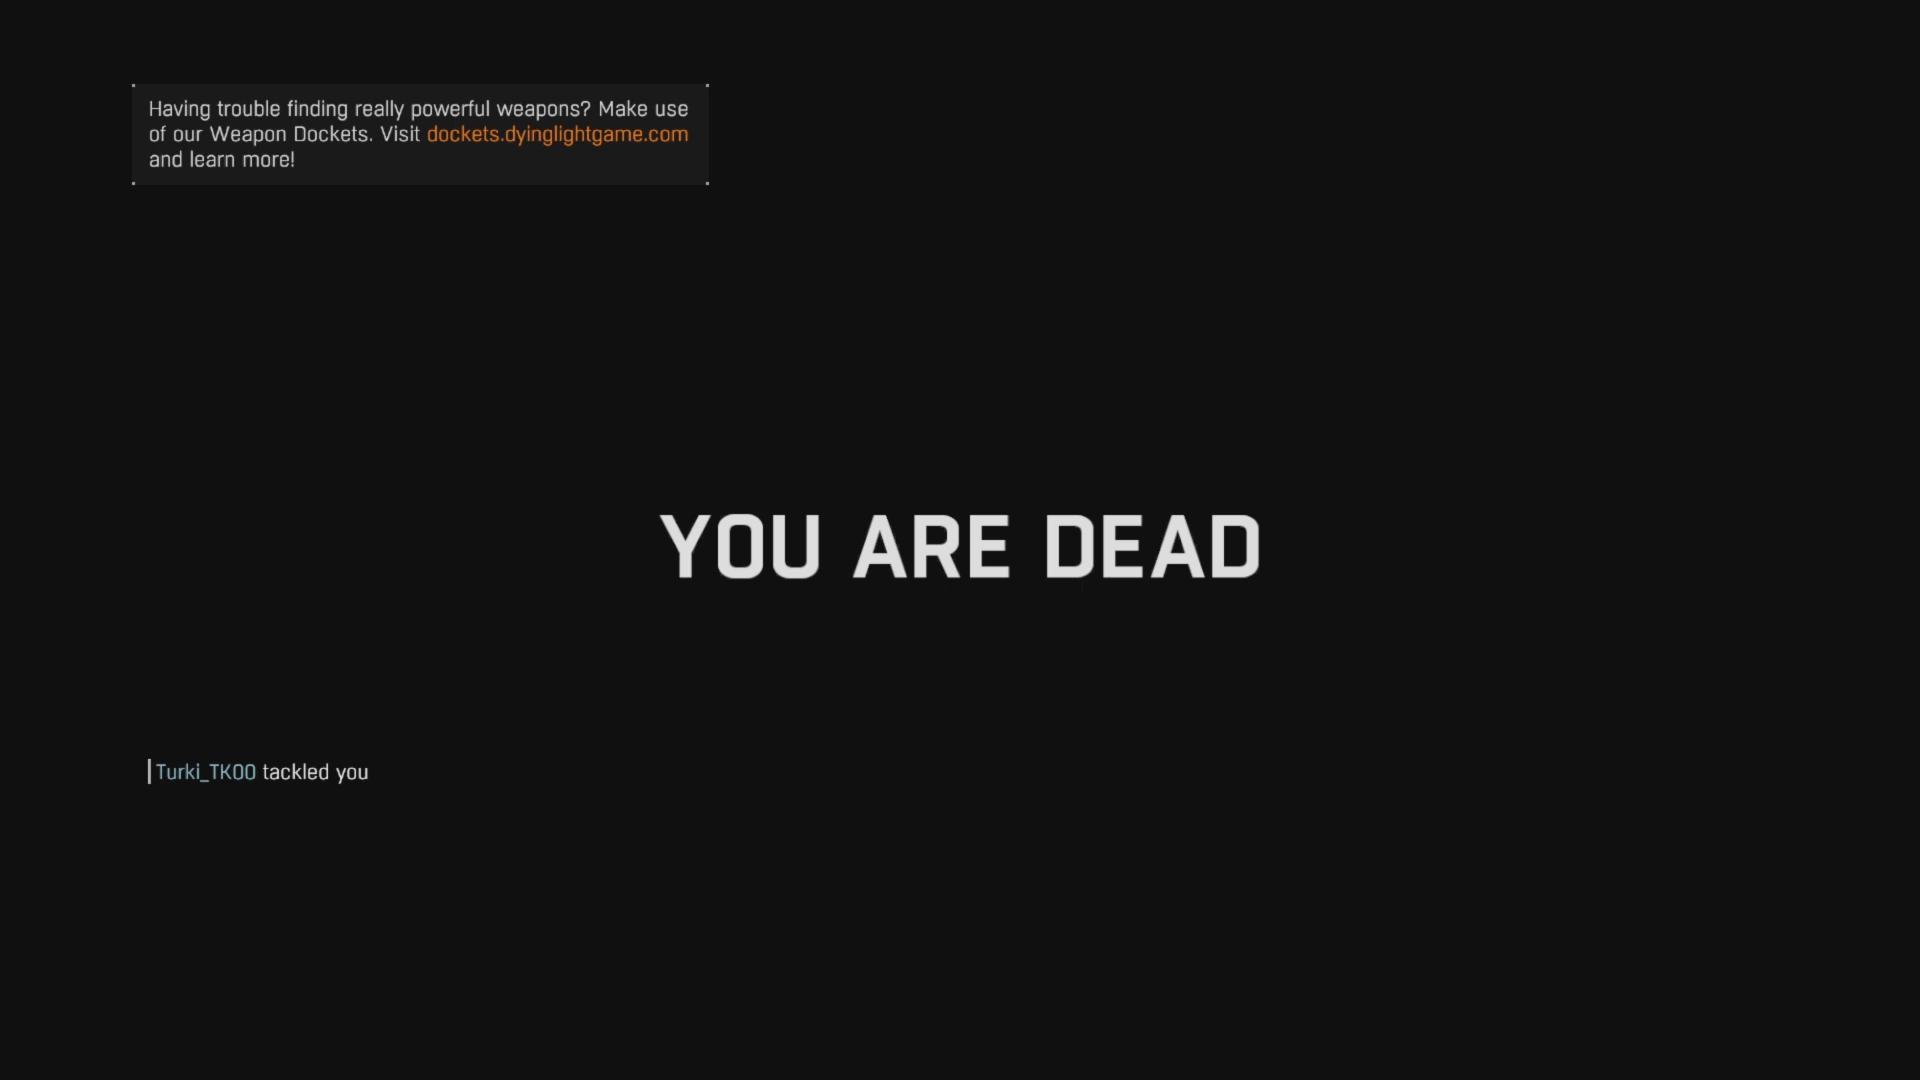 Having trouble finding really powerful weapons? Make use
of our Weapon Dockets. Visit dockets.dyinglightgame.com
and learn more!
YOU ARE DEAD
Turki_TK00 tackled you